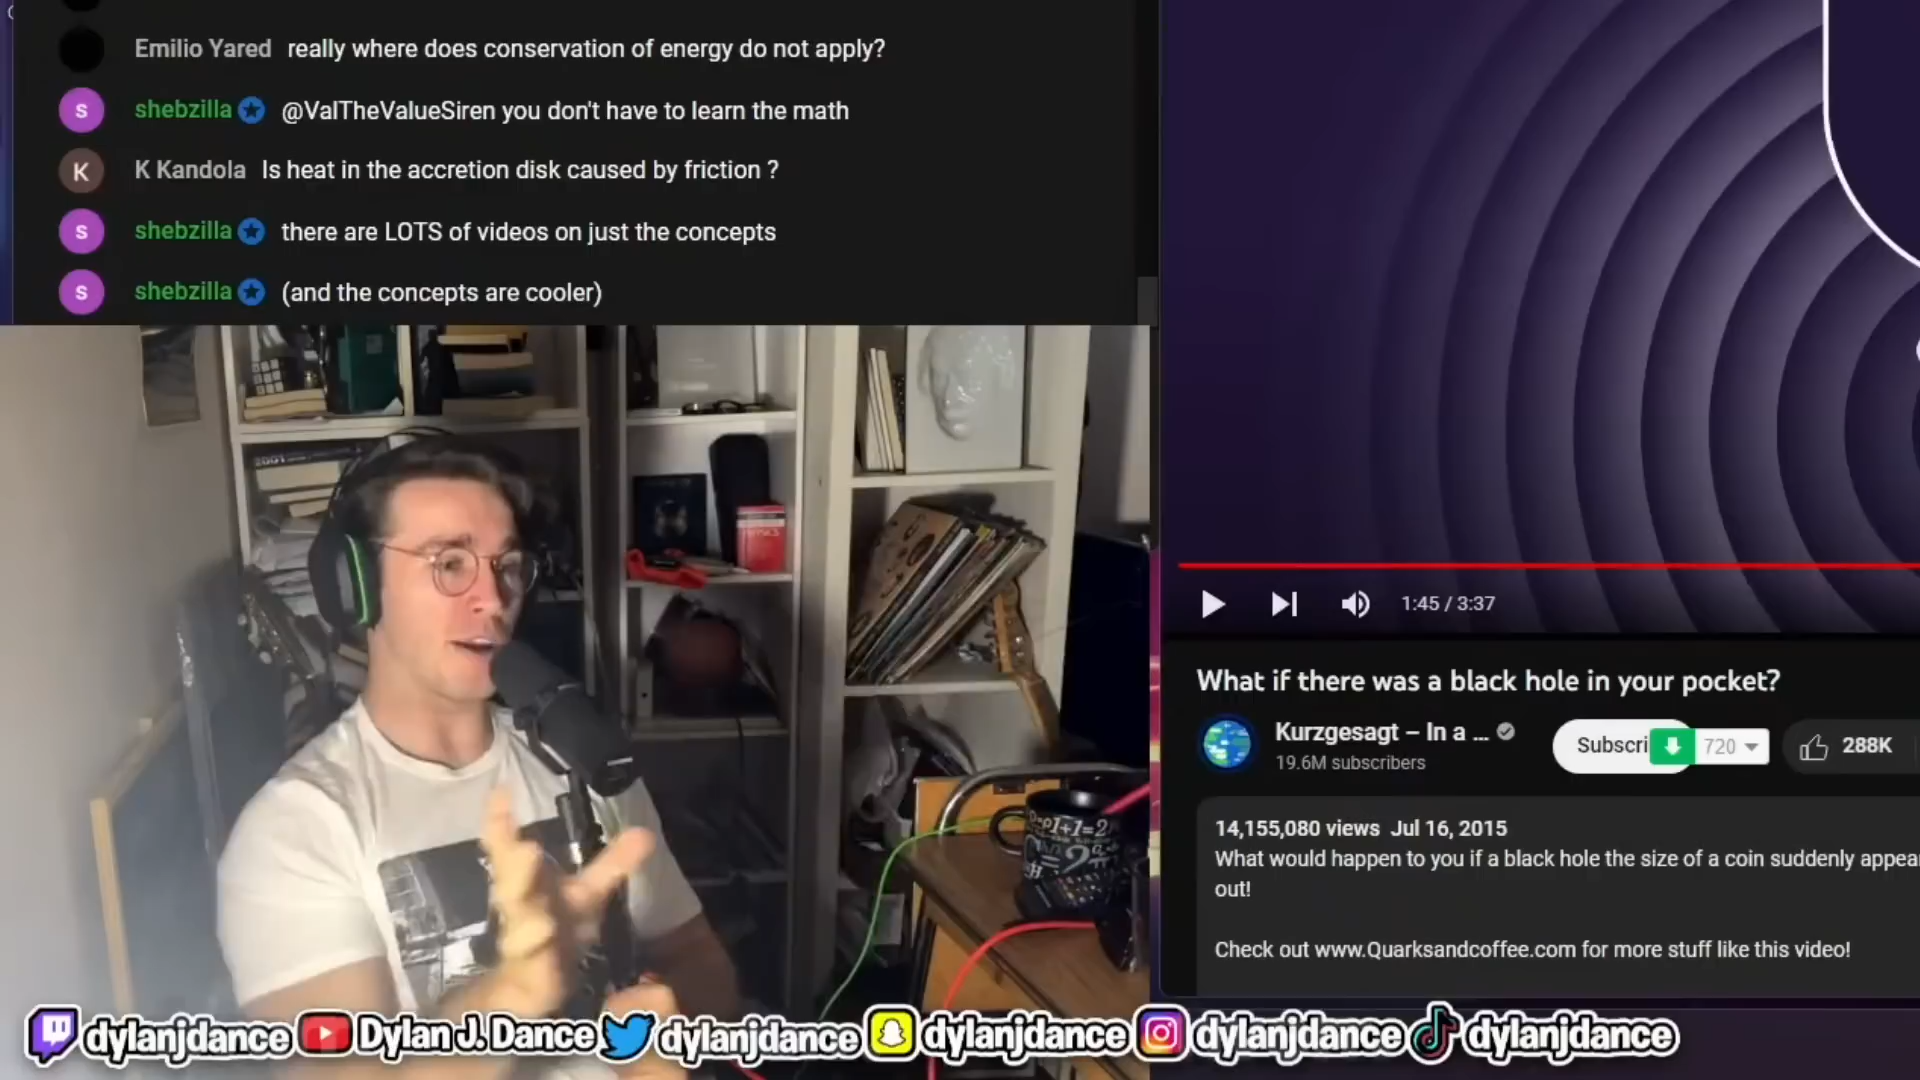 Emilio Yared really where does conservation of energy do not apply?
S shebzilla @ValTheValueSiren you don't have to learn the math
K K Kandola Is heat in the accretion disk caused by friction ?
S shebzilla there are LOTS of videos on just the concepts
S shebzilla (and the concepts are cooler)
2001
PHYSICS
1+1=2
1:45 / 3:37
What if there was a black hole in your pocket?
Kurzgesagt – In a ...
19.6M subscribers
Subscri
720
288K
14,155,080 views Jul 16, 2015
What would happen to you if a black hole the size of a coin suddenly appea
out!
Check out www.Quarksandcoffee.com for more stuff like this video!
dylanjdance Dylan J. Dance dylanjdance dylanjdance dylanjdance dylanjdance